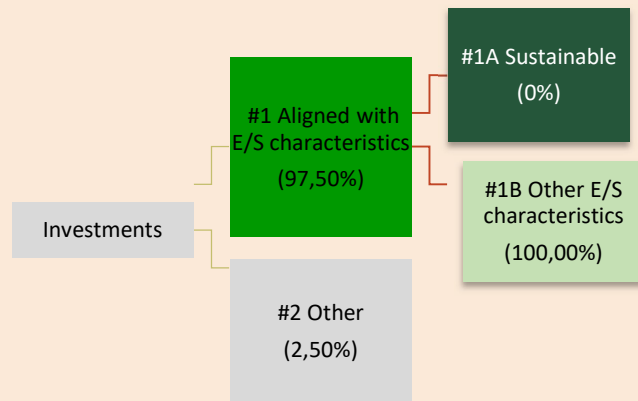 Investments
#1 Aligned with
E/S characteristics
(97,50%)
#2 Other
(2,50%)
#1A Sustainable
(0%)
#1B Other E/S
characteristics
(100,00%)